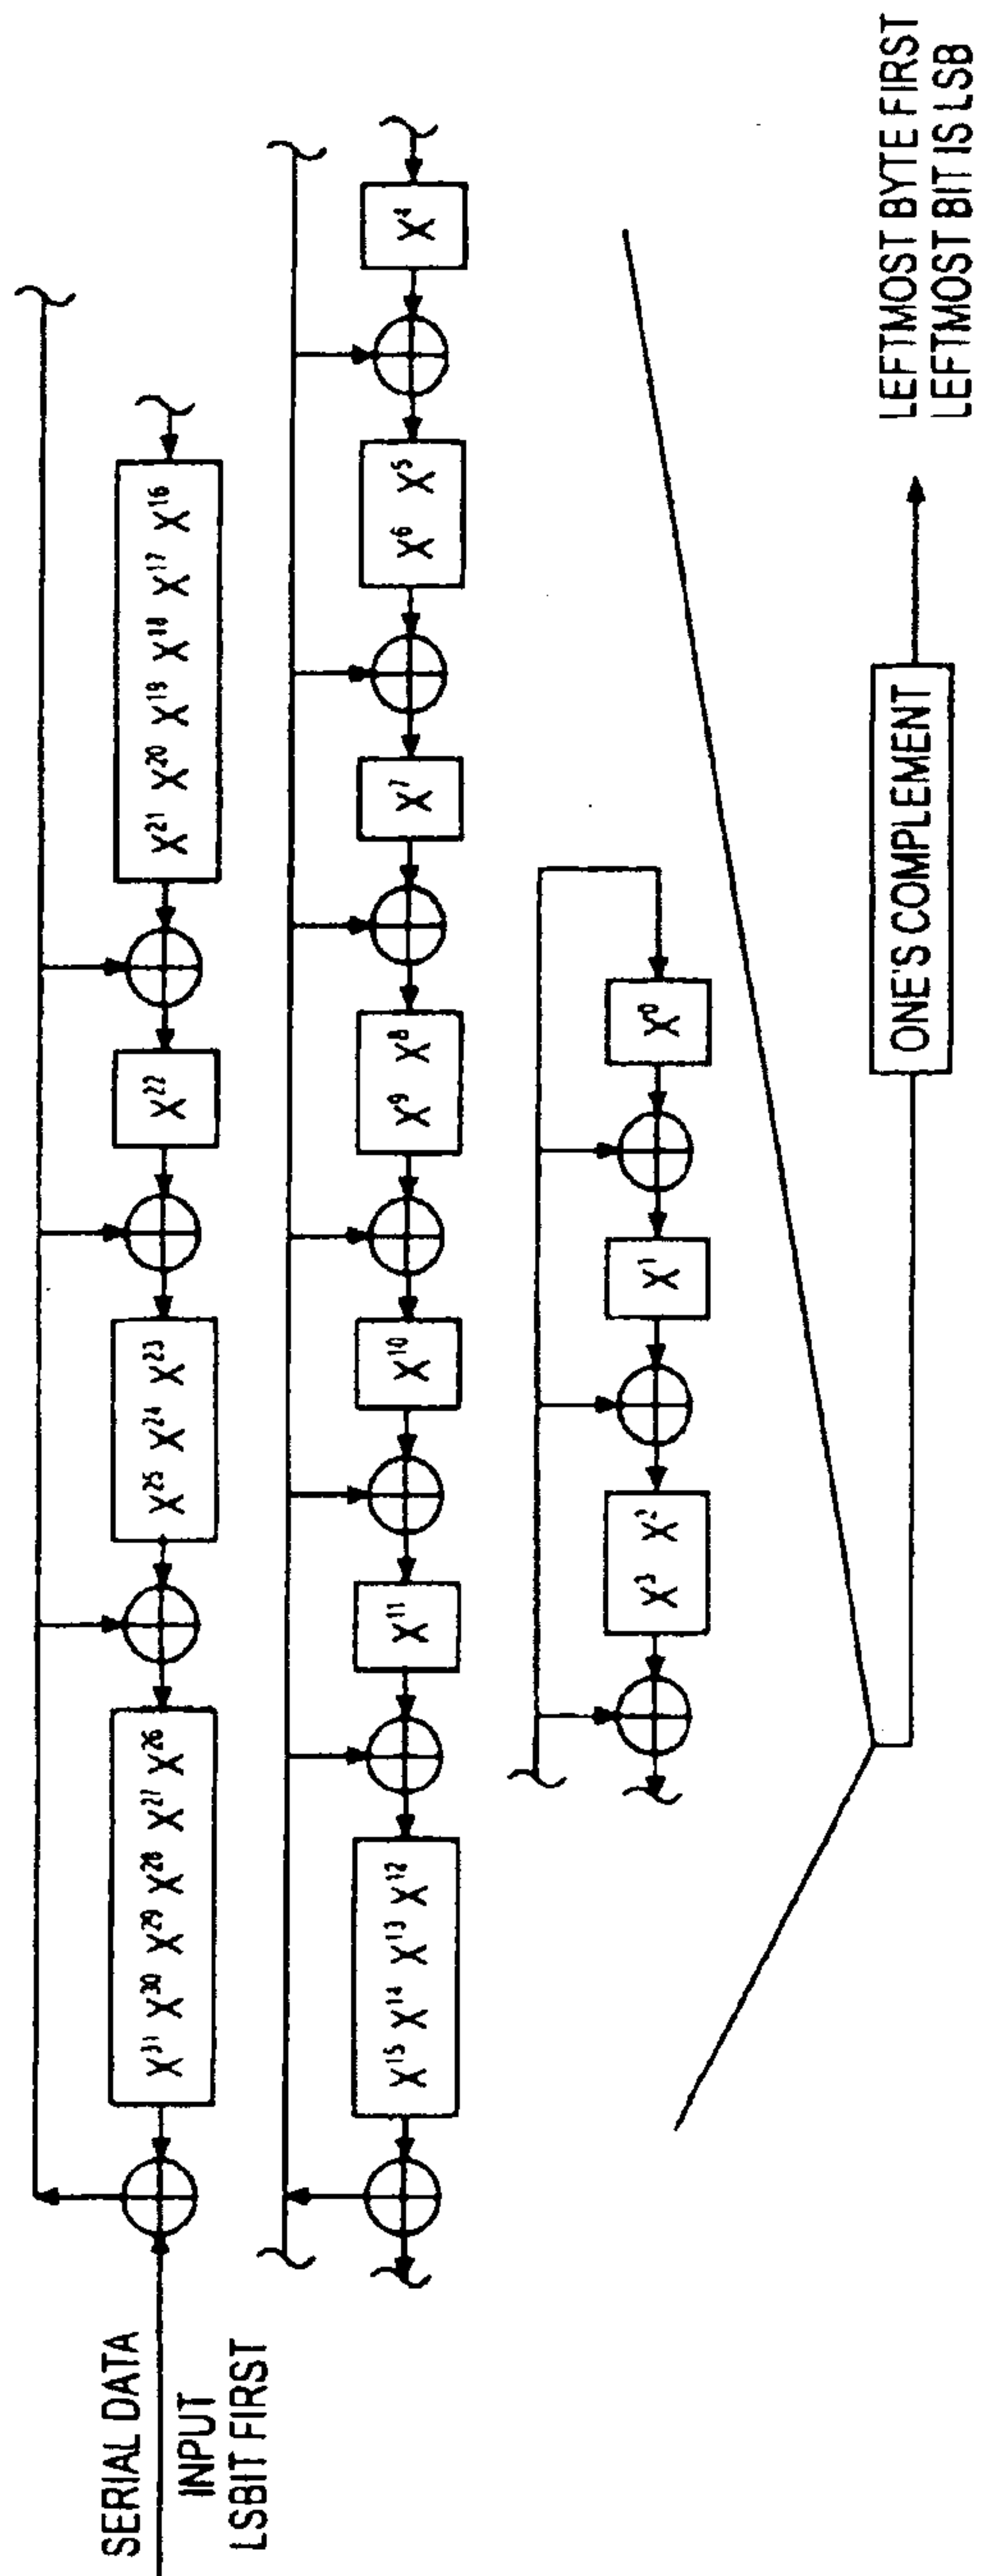 SERIAL DATA
INPUT
LSBIT FIRST
X³¹ X³⁰ X²⁹ X²⁸ X²⁷ X²⁶
X²⁵ X²⁴ X²³
X²²
X²¹ X²⁰ X¹⁹ X¹⁸ X¹⁷ X¹⁶
X¹⁵ X¹⁴ X¹³ X¹²
X¹¹
X¹⁰
X⁹ X⁸
X⁷
X⁶ X⁵
X⁴
X³ X²
X¹
X⁰
ONE'S COMPLEMENT
LEFTMOST BYTE FIRST
LEFTMOST BIT IS LSB